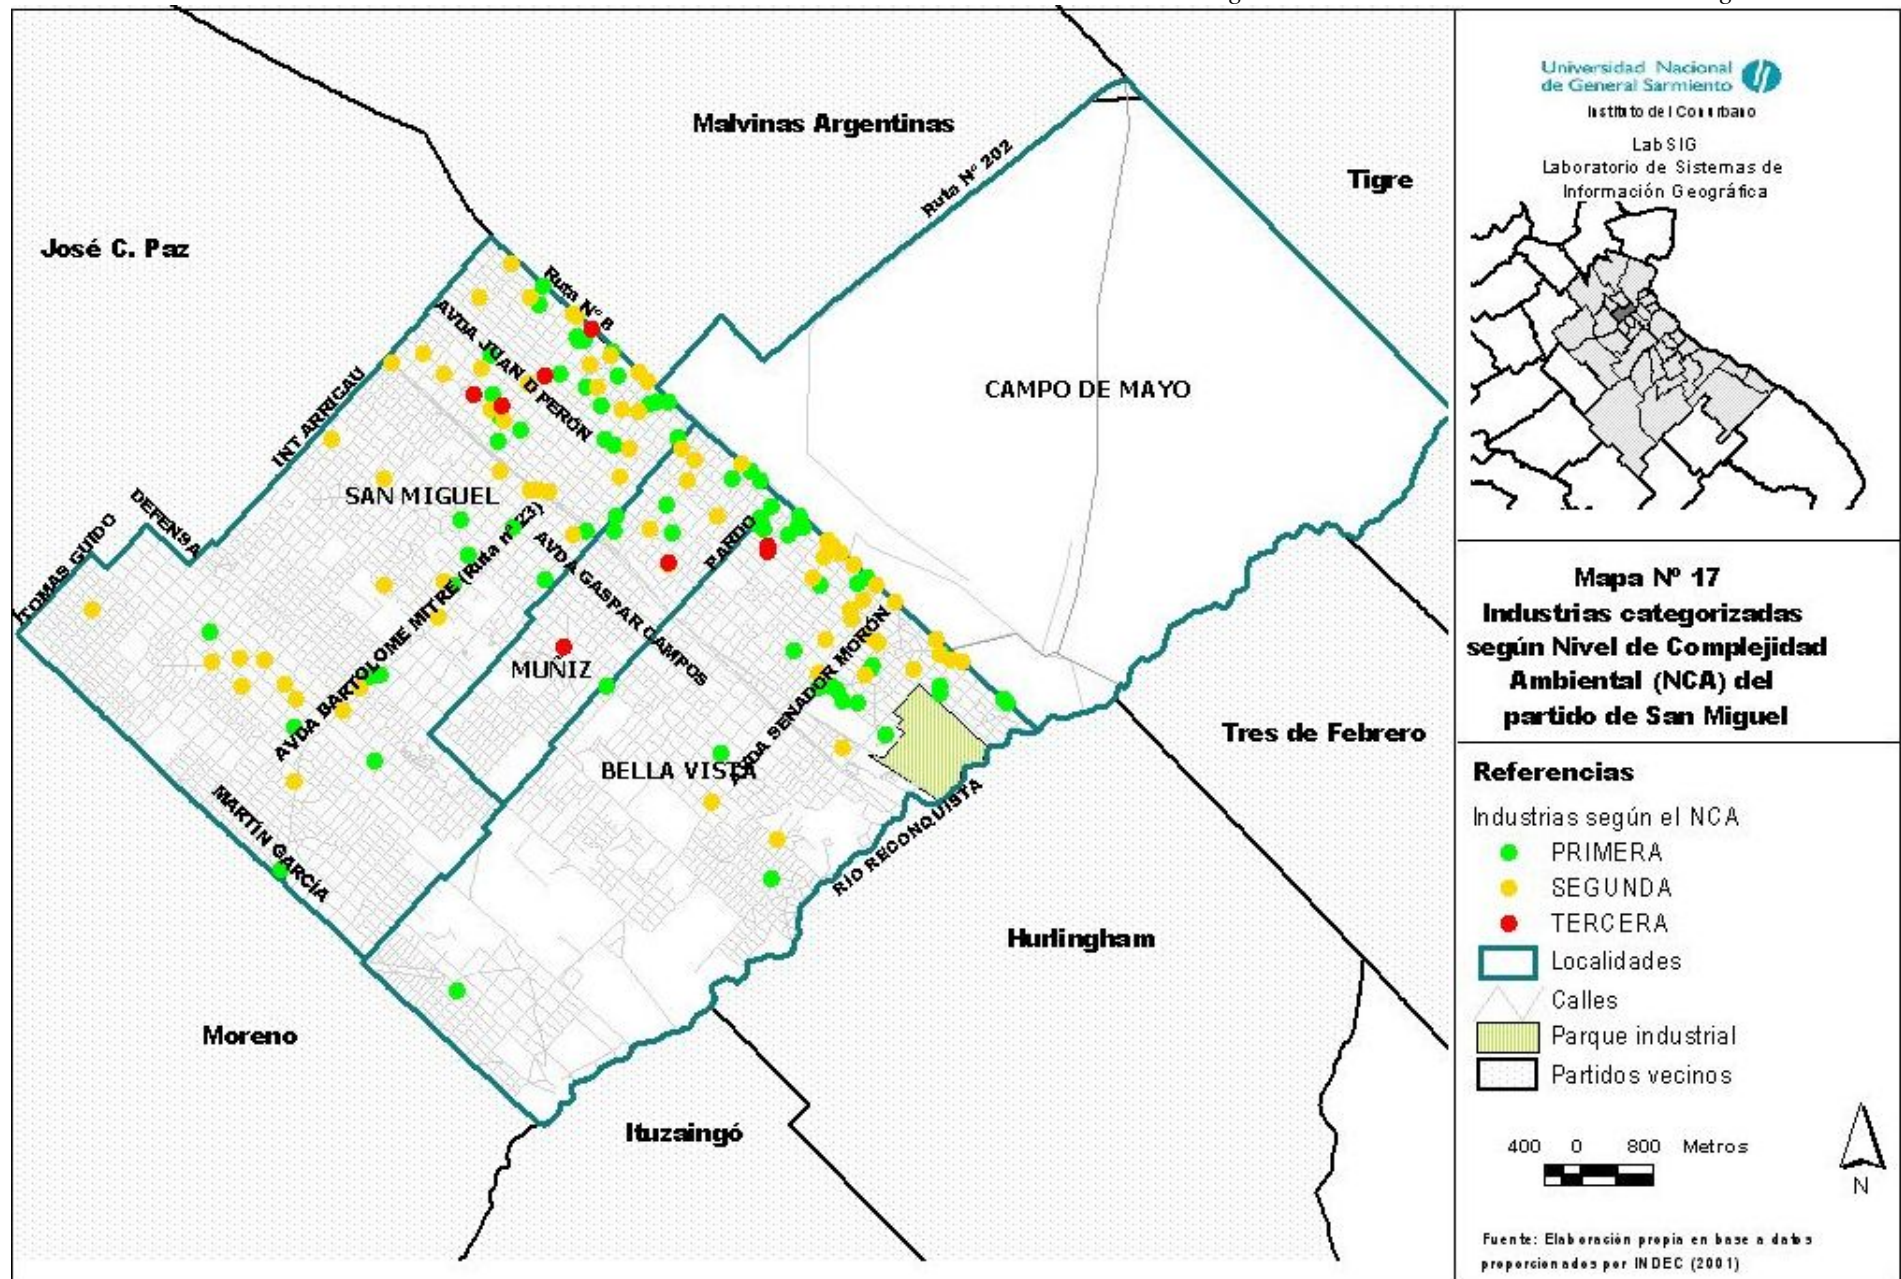 Malvinas Argentinas
Tigre
José C. Paz
Ruta Nº 202
Ruta Nº 8
AVDA JUAN D PERÓN
INT ARRIGAU
CAMPO DE MAYO
SAN MIGUEL
DEFENSA
TOMAS GUIDO
AVDA BARTOLOME MITRE (Ruta nº 23)
AVDA GASPAR CAMPOS
PARDO
MUÑIZ
AVDA SENADOR MORÓN
BELLA VISTA
MARTÍN GARCÍA
RÍO RECONQUISTA
Tres de Febrero
Hurlingham
Moreno
Ituzaingó
Universidad Nacional
de General Sarmiento
Instituto del Conurbano
LabSIG
Laboratorio de Sistemas de
Información Geográfica
Mapa Nº 17
Industrias categorizadas
según Nivel de Complejidad
Ambiental (NCA) del
partido de San Miguel
Referencias
Industrias según el NCA
PRIMERA
SEGUNDA
TERCERA
Localidades
Calles
Parque industrial
Partidos vecinos
400 0 800 Metros
N
Fuente: Elaboración propia en base a datos
proporcionados por INDEC (2001)